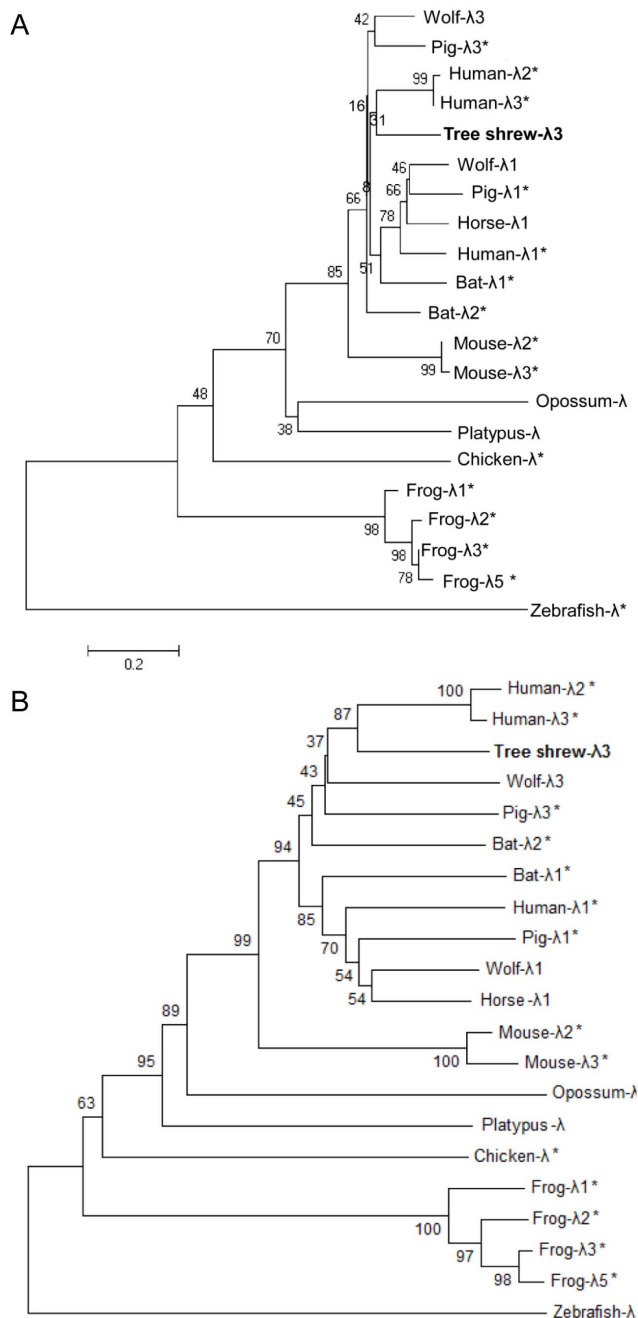 A
42
Wolf-λ3
Pig-λ3*
99
Human-λ2*
Human-λ3*
16
31
Tree shrew-λ3
46
Wolf-λ1
66
Pig-λ1*
8
66
78
Horse-λ1
Human-λ1*
85
51
Bat-λ1*
Bat-λ2*
70
Mouse-λ2*
99
Mouse-λ3*
48
Opossum-λ
38
Platypus-λ
Chicken-λ*
Frog-λ1*
98
Frog-λ2*
98
Frog-λ3*
78
Frog-λ5 *
Zebrafish-λ*
0.2
B
100
Human-λ2*
87
Human-λ3*
37
Tree shrew-λ3
43
Wolf-λ3
45
Pig-λ3*
94
Bat-λ2*
Bat-λ1*
85
Human-λ1*
99
70
Pig-λ1*
54
Wolf-λ1
54
Horse-λ1
89
Mouse-λ2*
100
Mouse-λ3*
95
Opossum-λ
63
Platypus-λ
Chicken-λ*
Frog-λ1*
100
Frog-λ2*
97
Frog-λ3*
98
Frog-λ5*
Zebrafish-λ